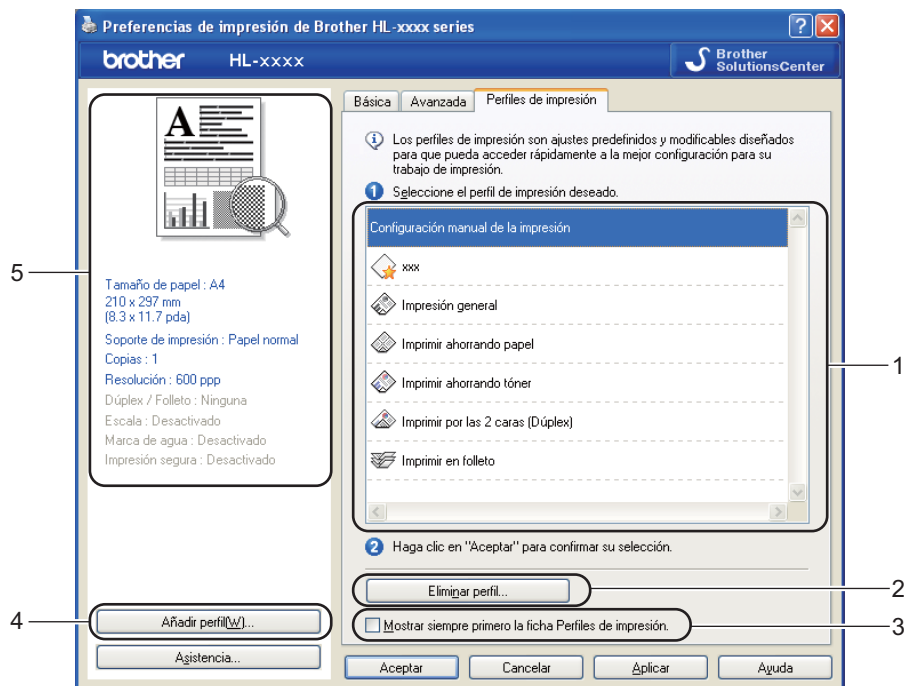 Preferencias de impresión de Brother HL-xxxx series
brother HL-xxxx
Brother
SolutionsCenter
A
Tamaño de papel : A4
210 x 297 mm
(8.3 x 11.7 pda)
Soporte de impresión : Papel normal
Copias : 1
Resolución : 600 ppp
Dúplex / Folleto : Ninguna
Escala : Desactivado
Marca de agua : Desactivado
Impresión segura : Desactivado
Añadir perfil(W)...
Asistencia...
Básica Avanzada Perfiles de impresión
Los perfiles de impresión son ajustes predefinidos y modificables diseñados
para que pueda acceder rápidamente a la mejor configuración para su
trabajo de impresión.
1 Seleccione el perfil de impresión deseado.
Configuración manual de la impresión
xxx
Impresión general
Imprimir ahorrando papel
Imprimir ahorrando tóner
Imprimir por las 2 caras (Dúplex)
Imprimir en folleto
2 Haga clic en "Aceptar" para confirmar su selección.
Eliminar perfil...
Mostrar siempre primero la ficha Perfiles de impresión.
Aceptar Cancelar Aplicar Ayuda
1
2
3
4
5